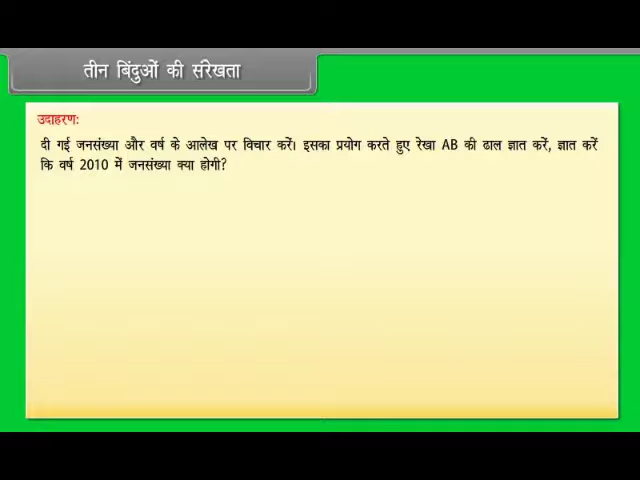 तीन बिंदुओं की संरेखता
उदाहरण:
दी गई जनसंख्या और वर्ष के आलेख पर विचार करें। इसका प्रयोग करते हुए रेखा AB की ढाल ज्ञात करें, ज्ञात करें
कि वर्ष 2010 में जनसंख्या क्या होगी?